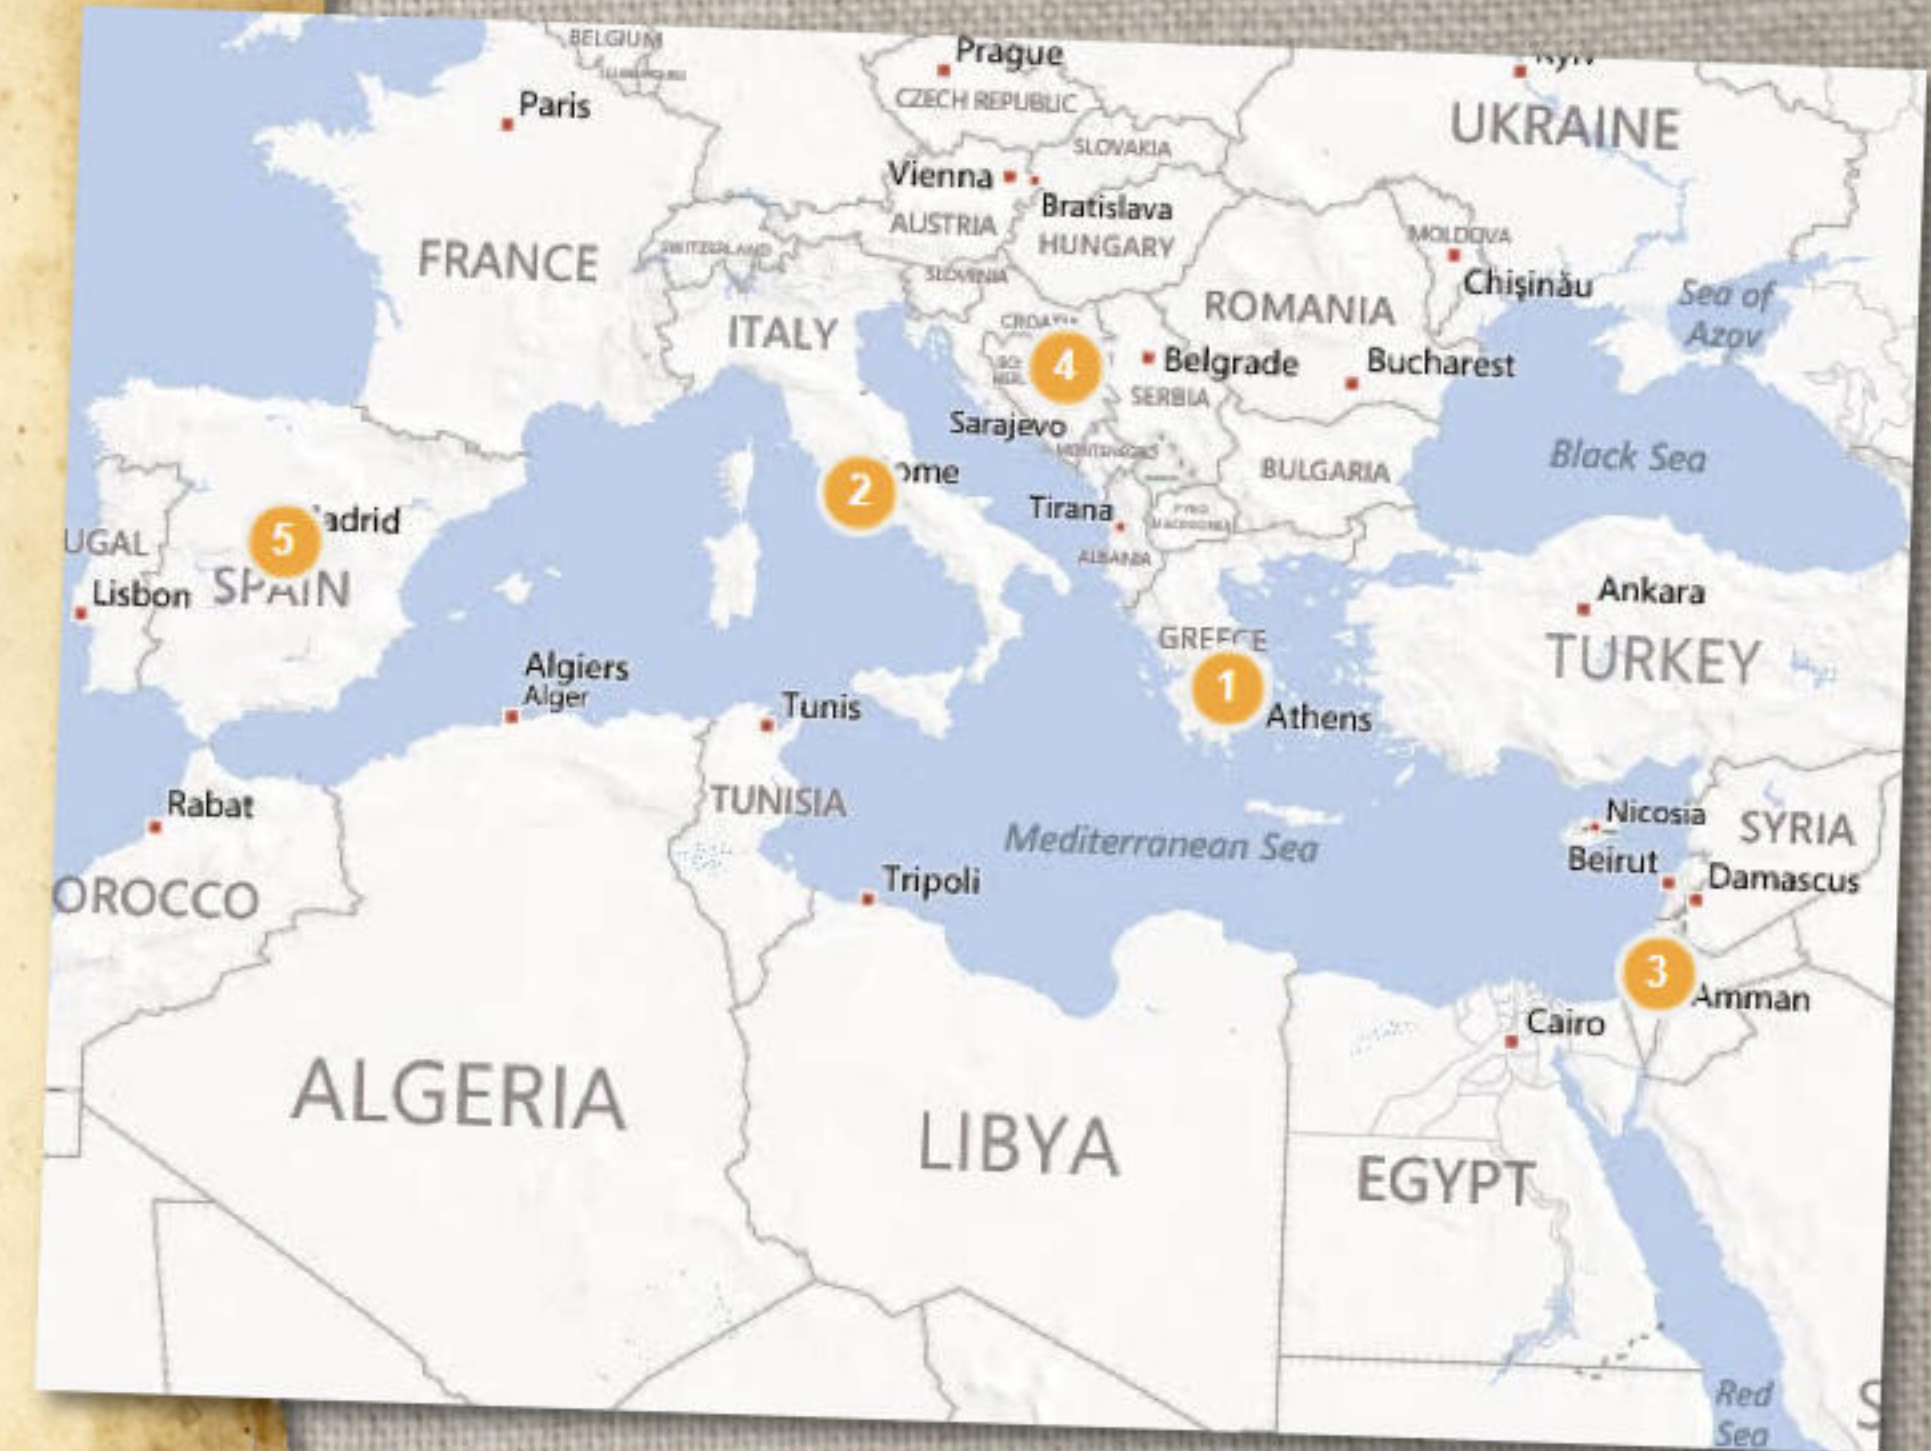 BELGIUM
Prague
Paris
CZECH REPUBLIC
UKRAINE
SLOVAKIA
Vienna
Bratislava
AUSTRIA
HUNGARY
MOLDOVA
SWITZERLAND
FRANCE
SLOVENIA
Chișinău
Sea of
Azov
ROMANIA
ITALY
4
Belgrade
Bucharest
SERBIA
Sarajevo
MONTENEGRO
BULGARIA
Black Sea
2
ome
5
adrid
Tirana
UGAL
ALBANIA
Lisbon
SPAIN
Ankara
TURKEY
GREECE
1
Athens
Algiers
Alger
Tunis
Rabat
TUNISIA
Mediterranean Sea
Nicosia
SYRIA
Beirut
Damascus
Tripoli
OROCCO
3
Amman
Cairo
ALGERIA
LIBYA
EGYPT
Red
Sea
S